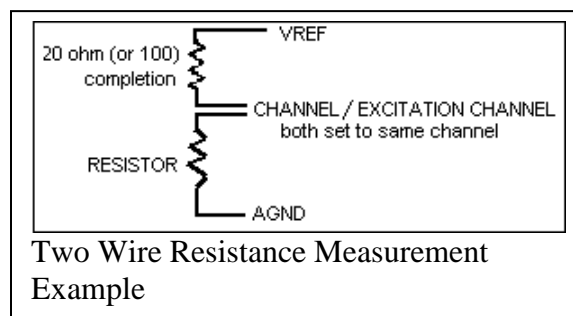 VREF
20 ohm (or 100)
completion
CHANNEL / EXCITATION CHANNEL
both set to same channel
RESISTOR
AGND
Two Wire Resistance Measurement
Example